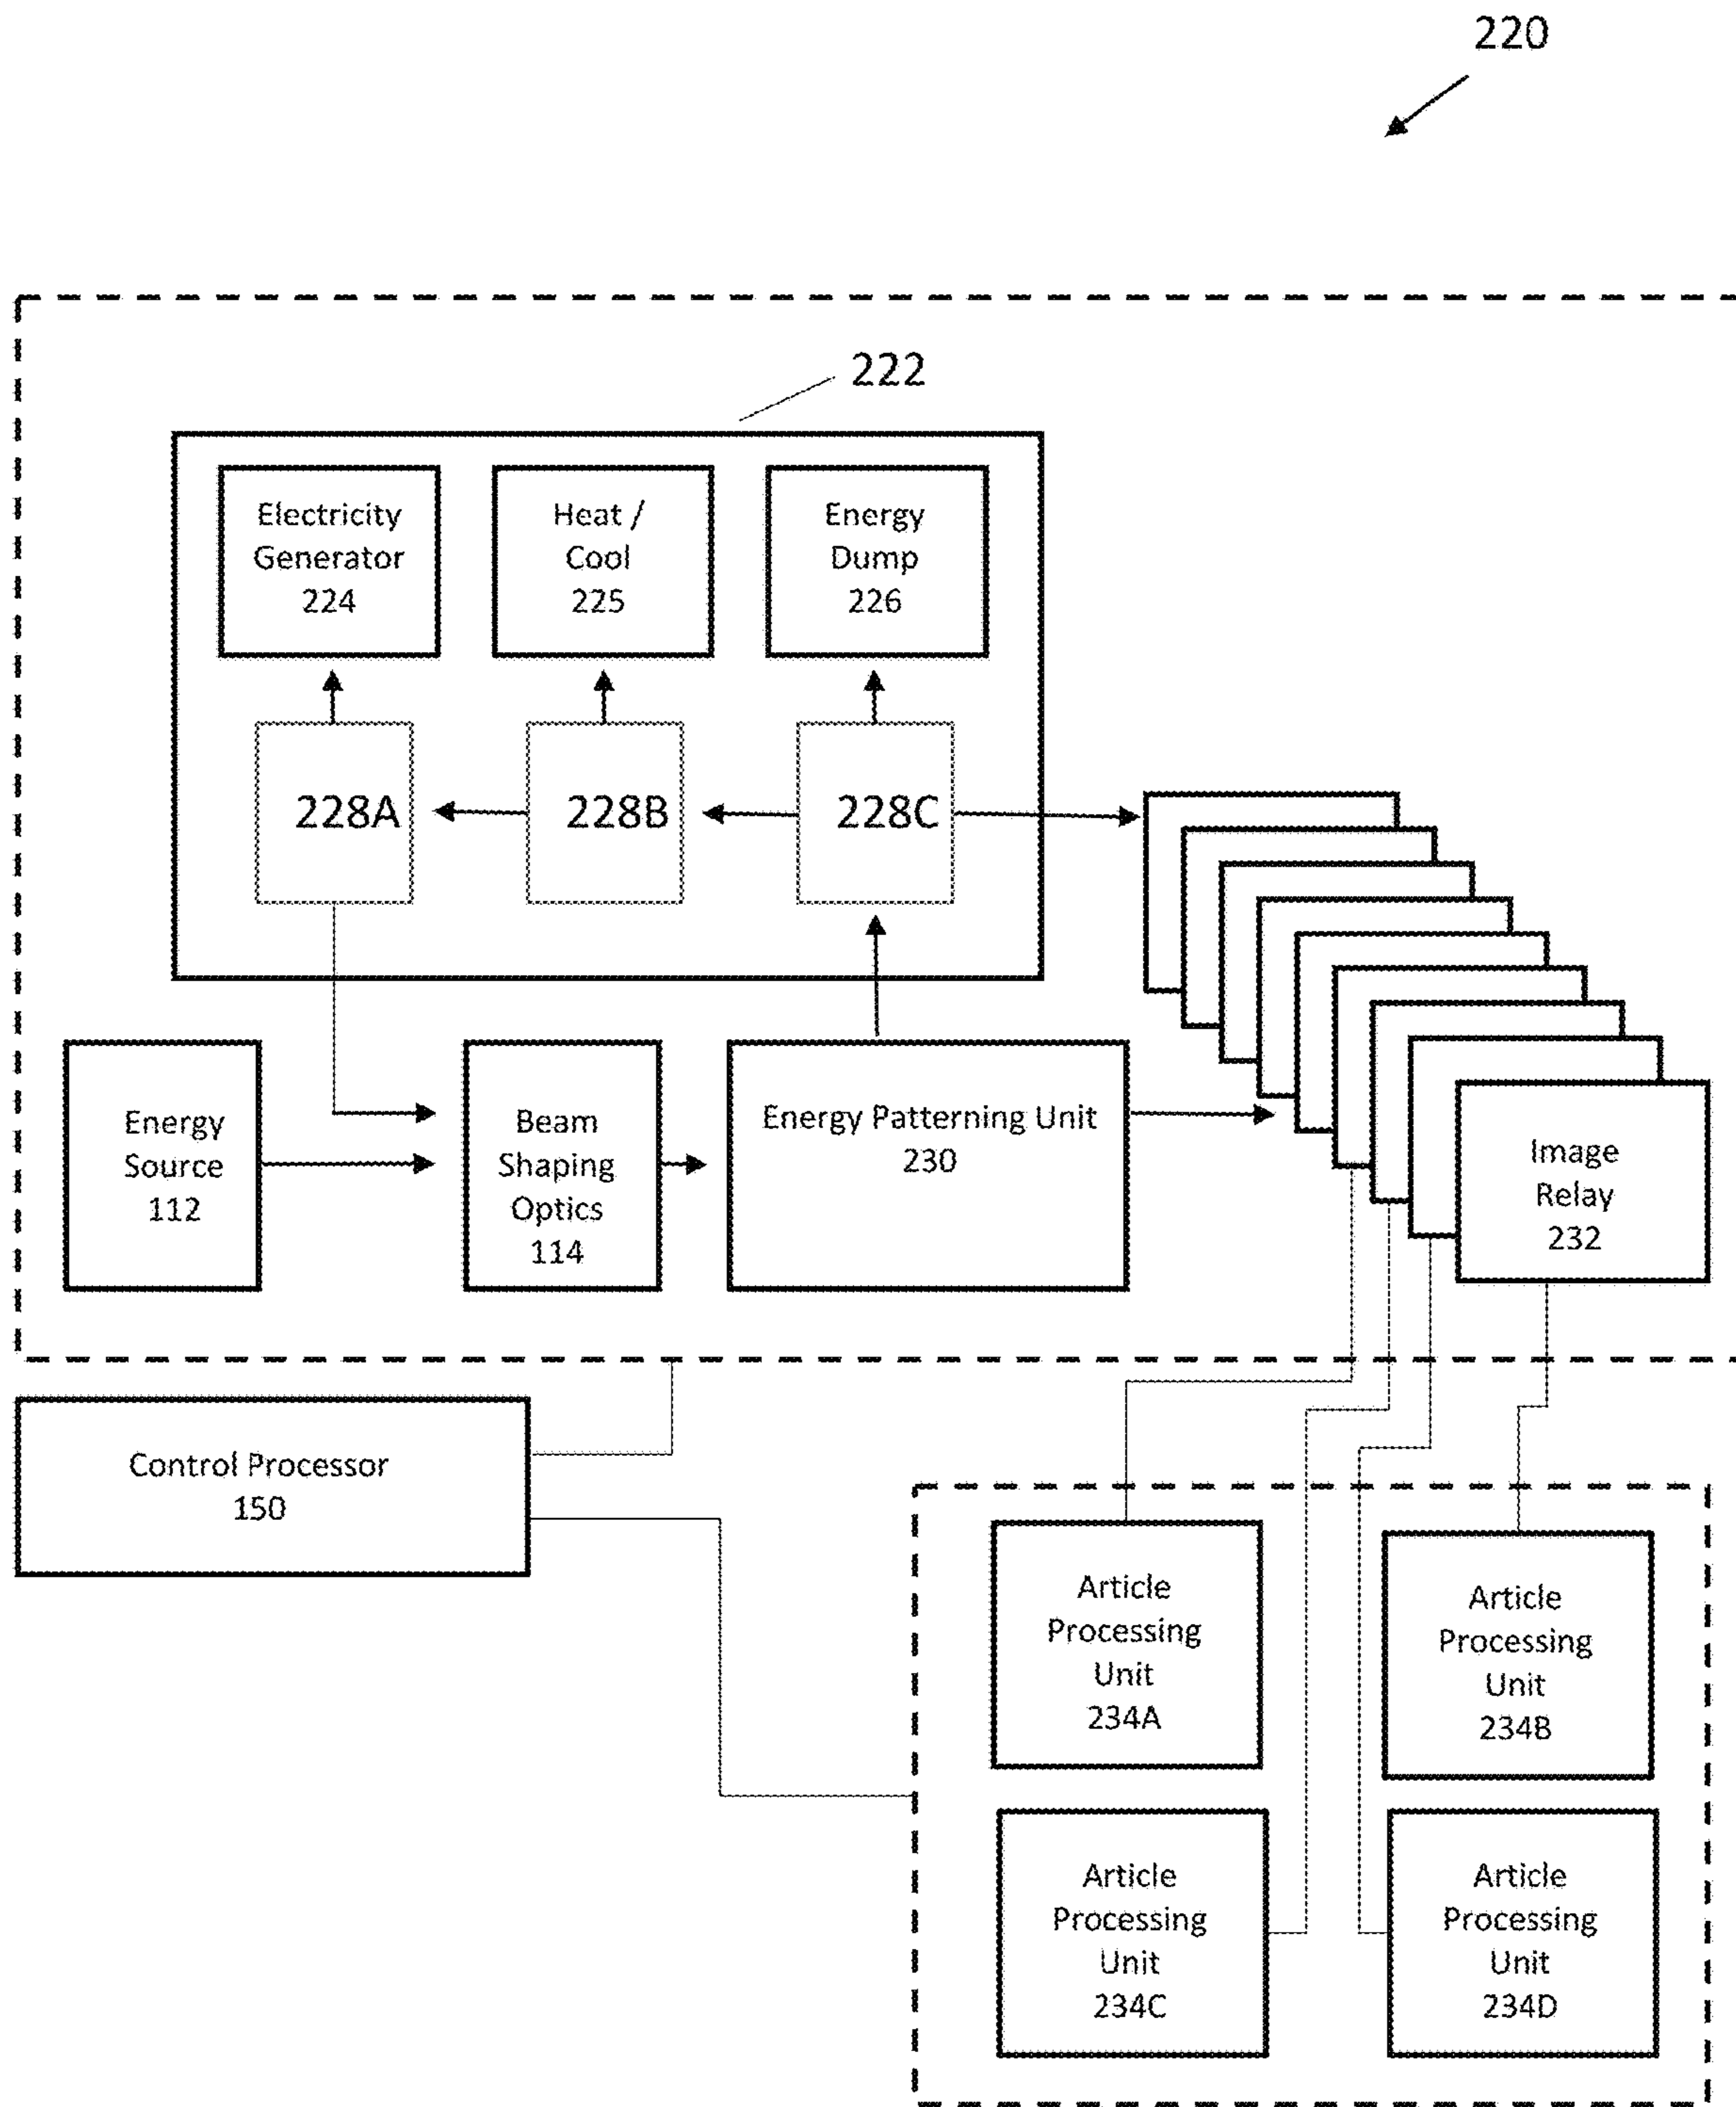 220
222
Electricity
Generator
224
Heat /
Cool
225
Energy
Dump
226
228A
228B
228C
Energy
Source
112
Beam
Shaping
Optics
114
Energy Patterning Unit
230
Image
Relay
232
Control Processor
150
Article
Processing
Unit
234A
Article
Processing
Unit
234B
Article
Processing
Unit
234C
Article
Processing
Unit
234D